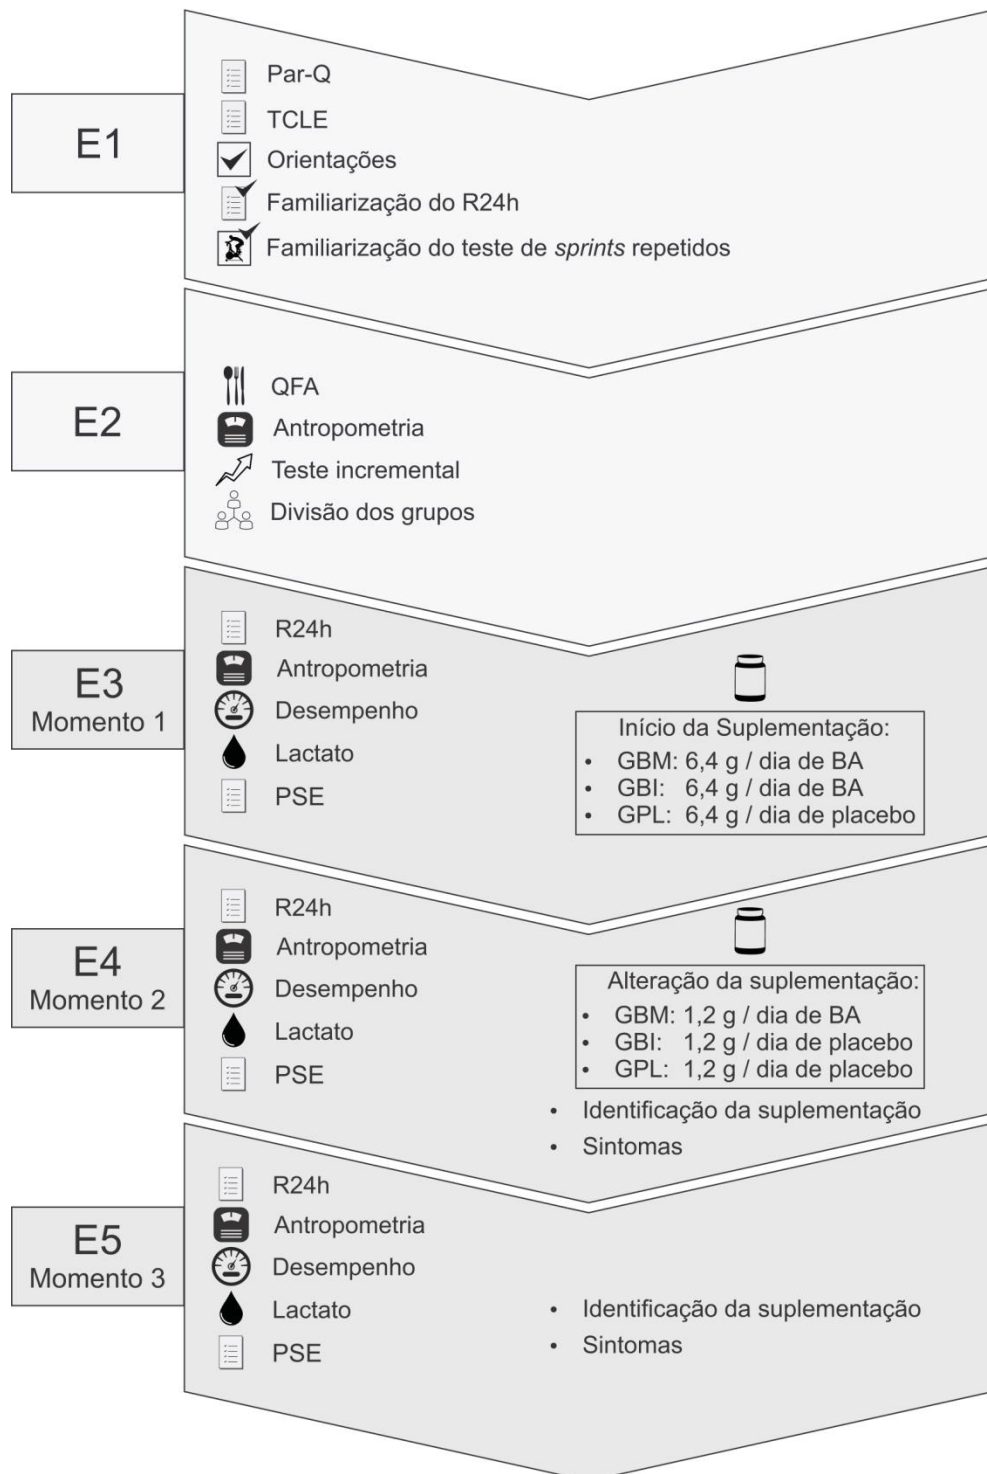 E1
Par-Q
TCLE
Orientações
Familiarização do R24h
Familiarização do teste de sprints repetidos
E2
QFA
Antropometria
Teste incremental
Divisão dos grupos
E3
Momento 1
R24h
Antropometria
Desempenho
Lactato
PSE
Início da Suplementação:
• GBM: 6,4 g / dia de BA
• GBI: 6,4 g / dia de BA
• GPL: 6,4 g / dia de placebo
E4
Momento 2
R24h
Antropometria
Desempenho
Lactato
PSE
Alteração da suplementação:
• GBM: 1,2 g / dia de BA
• GBI: 1,2 g / dia de placebo
• GPL: 1,2 g / dia de placebo
• Identificação da suplementação
• Sintomas
E5
Momento 3
R24h
Antropometria
Desempenho
Lactato
PSE
• Identificação da suplementação
• Sintomas